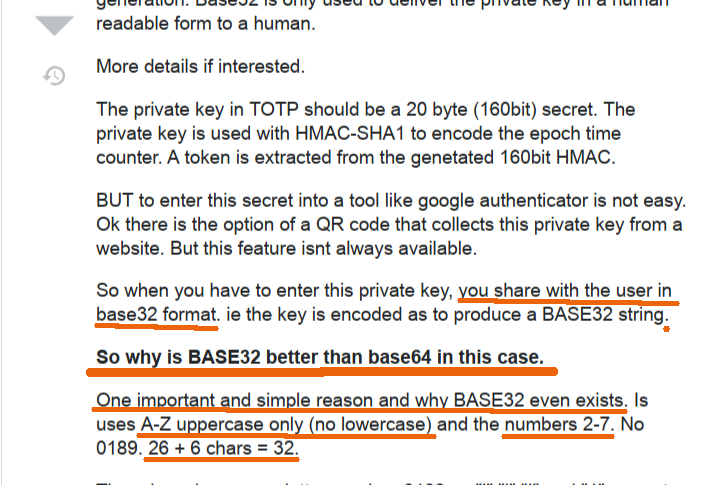 generation. Base32 is only used to deliver the private key in a human
readable form to a human.
More details if interested.
The private key in TOTP should be a 20 byte (160bit) secret. The
private key is used with HMAC-SHA1 to encode the epoch time
counter. A token is extracted from the genetated 160bit HMAC.
BUT to enter this secret into a tool like google authenticator is not easy.
Ok there is the option of a QR code that collects this private key from a
website. But this feature isnt always available.
So when you have to enter this private key, you share with the user in
base32 format. ie the key is encoded as to produce a BASE32 string.
So why is BASE32 better than base64 in this case.
One important and simple reason and why BASE32 even exists. Is
uses A-Z uppercase only (no lowercase) and the numbers 2-7. No
0189. 26 + 6 chars = 32.